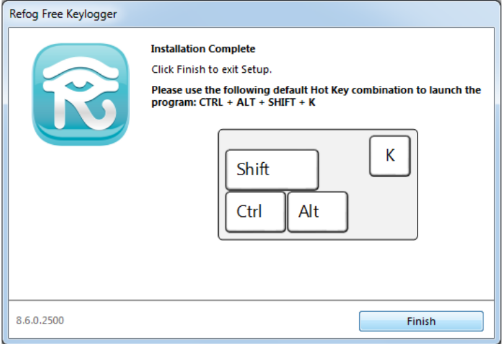 Refog Free Keylogger
Installation Complete
Click Finish to exit Setup.
Please use the following default Hot Key combination to launch the
program: CTRL + ALT + SHIFT + K
K
Shift
Ctrl Alt
8.6.0.2500
Finish